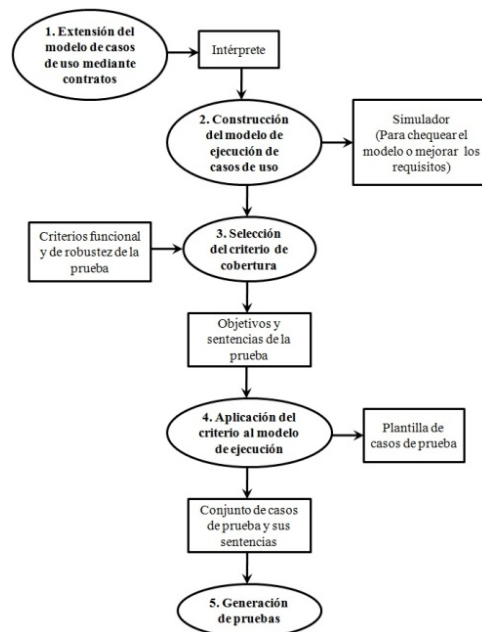 1. Extensión del
modelo de casos
de uso mediante
contratos
Intérprete
2. Construcción
del modelo de
ejecución de
casos de uso
Simulador
(Para chequear el
modelo o mejorar los
requisitos)
Criterios funcional
y de robustez de la
prueba
3. Selección
del criterio de
cobertura
Objetivos y
sentencias de la
prueba
4. Aplicación del
criterio al modelo
de ejecución
Plantilla de
casos de prueba
Conjunto de casos
de prueba y sus
sentencias
5. Generación
de pruebas